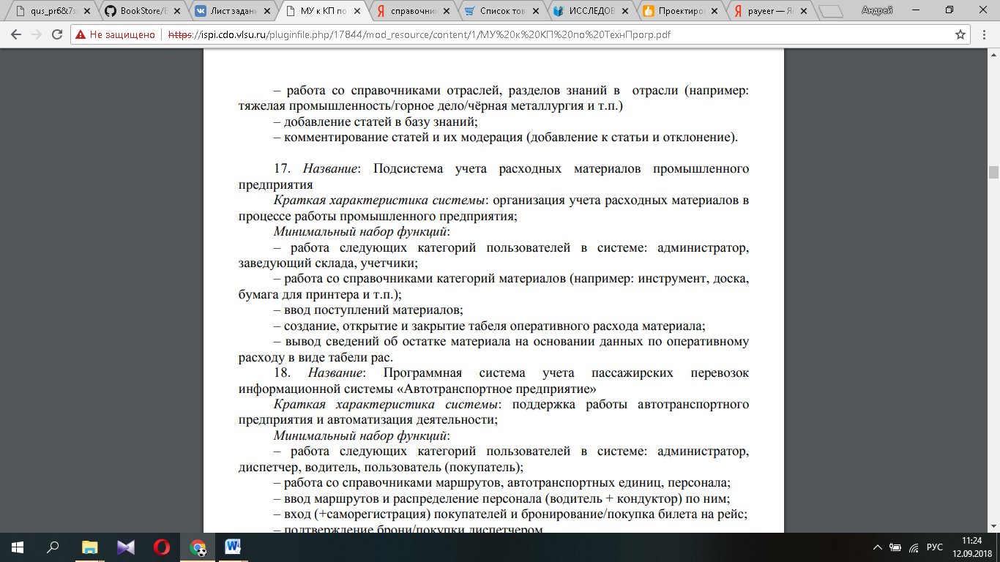 qus_pr6&7s
BookStore/E
Лист задани
МУ к КП по
справочник
Список тов
ИССЛЕДОВ
Проектиров
payeer — Ян
Андрей
Не защищено https://ispi.cdo.vlsu.ru/pluginfile.php/17844/mod_resource/content/1/МУ%20к%20КП%20по%20ТехнПрогр.pdf
– работа со справочниками отраслей, разделов знаний в отрасли (например:
тяжелая промышленность/горное дело/чёрная металлургия и т.п.)
– добавление статей в базу знаний;
– комментирование статей и их модерация (добавление к статьи и отклонение).
17. Название: Подсистема учета расходных материалов промышленного
предприятия
Краткая характеристика системы: организация учета расходных материалов в
процессе работы промышленного предприятия;
Минимальный набор функций:
– работа следующих категорий пользователей в системе: администратор,
заведующий склада, учетчики;
– работа со справочниками категорий материалов (например: инструмент, доска,
бумага для принтера и т.п.);
– ввод поступлений материалов;
– создание, открытие и закрытие табеля оперативного расхода материала;
– вывод сведений об остатке материала на основании данных по оперативному
расходу в виде табели рас.
18. Название: Программная система учета пассажирских перевозок
информационной системы «Автотранспортное предприятие»
Краткая характеристика системы: поддержка работы автотранспортного
предприятия и автоматизация деятельности;
Минимальный набор функций:
– работа следующих категорий пользователей в системе: администратор,
диспетчер, водитель, пользователь (покупатель);
– работа со справочниками маршрутов, автотранспортных единиц, персонала;
– ввод маршрутов и распределение персонала (водитель + кондуктор) по ним;
– вход (+саморегистрация) покупателей и бронирование/покупка билета на рейс;
– подтверждение брони/покупки диспетчером
РУС
11:24
12.09.2018